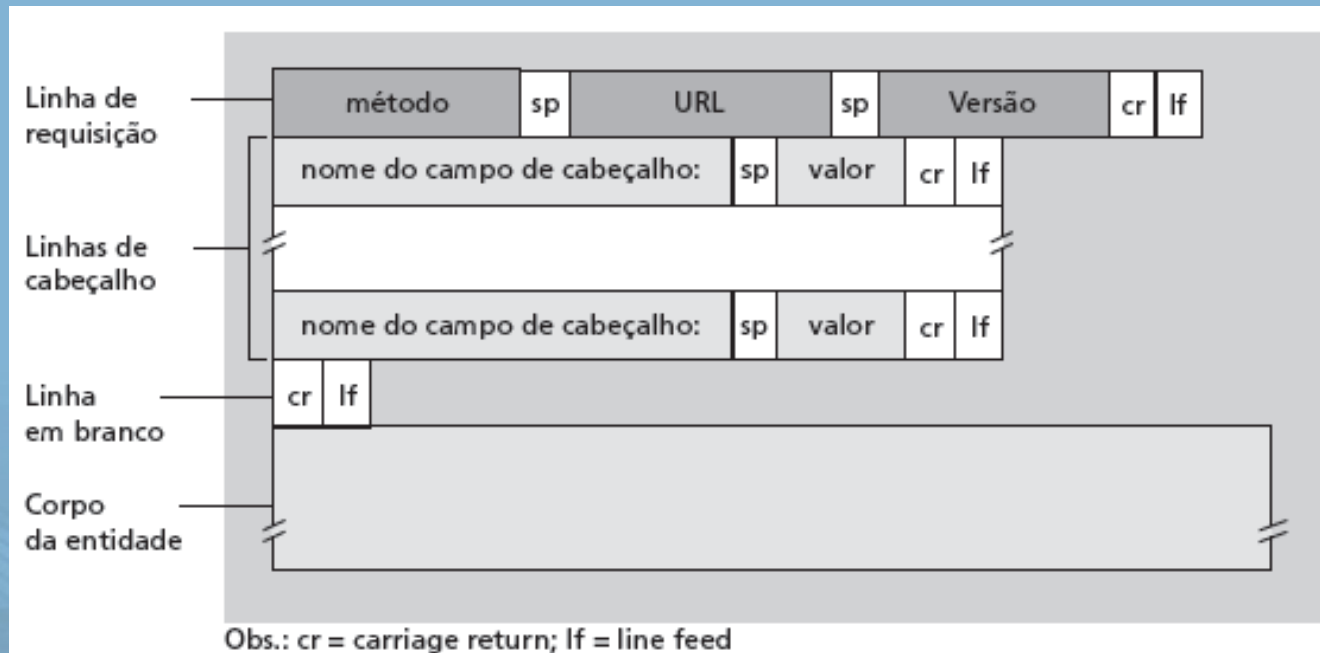 Linha de
requisição
método sp URL sp Versão cr lf
nome do campo de cabeçalho: sp valor cr lf
Linhas de
cabeçalho
nome do campo de cabeçalho: sp valor cr lf
Linha
em branco
cr lf
Corpo
da entidade
Obs.: cr = carriage return; lf = line feed